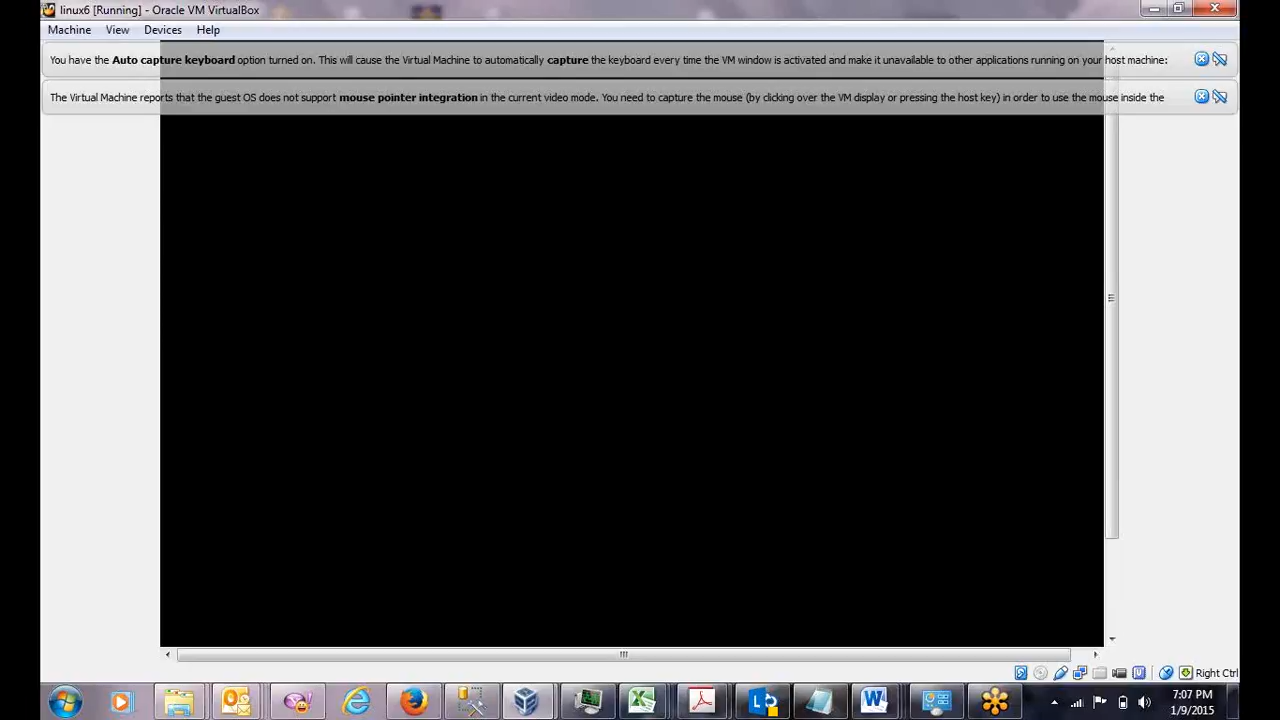 linux6 [Running] - Oracle VM VirtualBox
Machine View Devices Help
You have the Auto capture keyboard option turned on. This will cause the Virtual Machine to automatically capture the keyboard every time the VM window is activated and make it unavailable to other applications running on your host machine:
The Virtual Machine reports that the guest OS does not support mouse pointer integration in the current video mode. You need to capture the mouse (by clicking over the VM display or pressing the host key) in order to use the mouse inside the
Right Ctrl
7:07 PM
1/9/2015